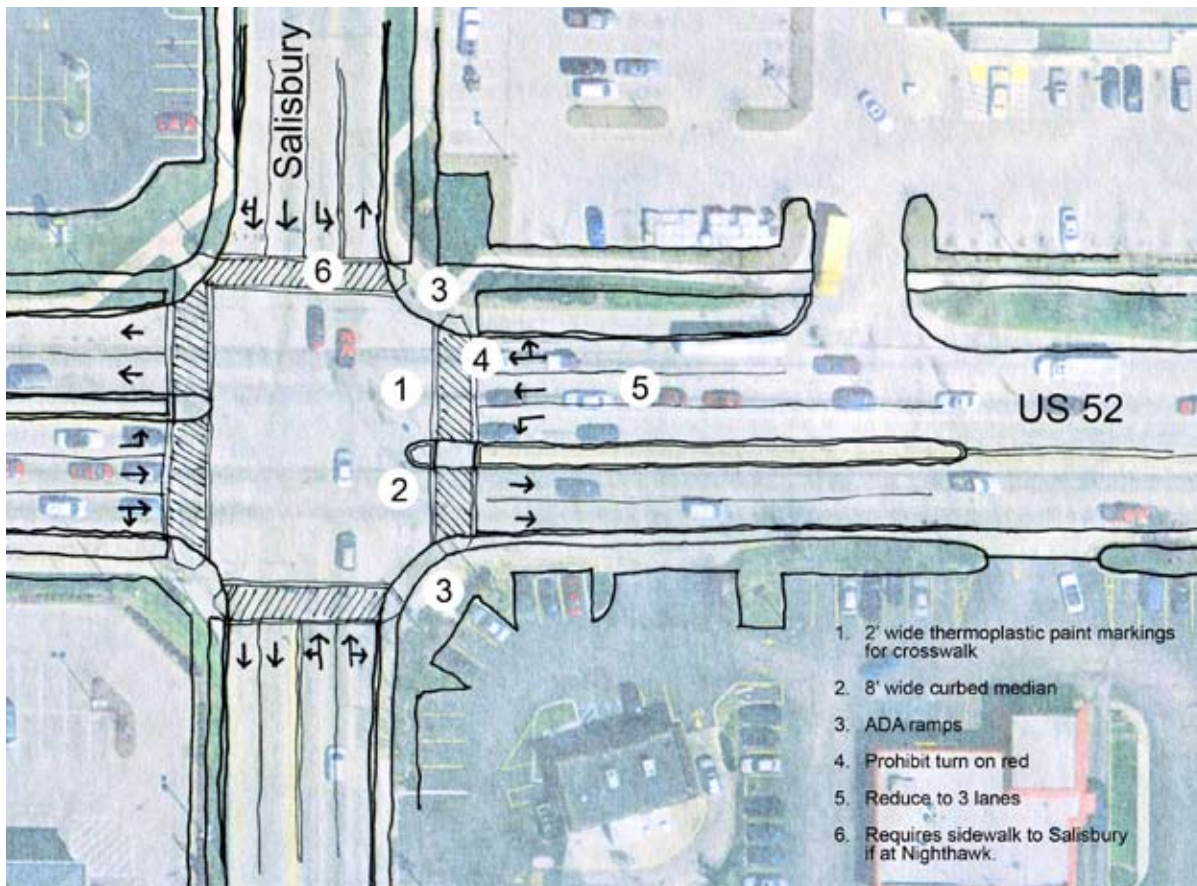 Salisbury
6
3
4
1
5
US 52
2
3
1. 2' wide thermoplastic paint markings
for crosswalk
2. 8' wide curbed median
3. ADA ramps
4. Prohibit turn on red
5. Reduce to 3 lanes
6. Requires sidewalk to Salisbury
if at Nighthawk.